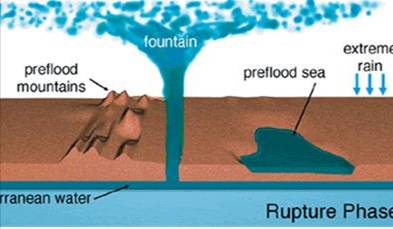 fountain
extreme
rain
preflood
mountains
preflood sea
rranean water
Rupture Phase